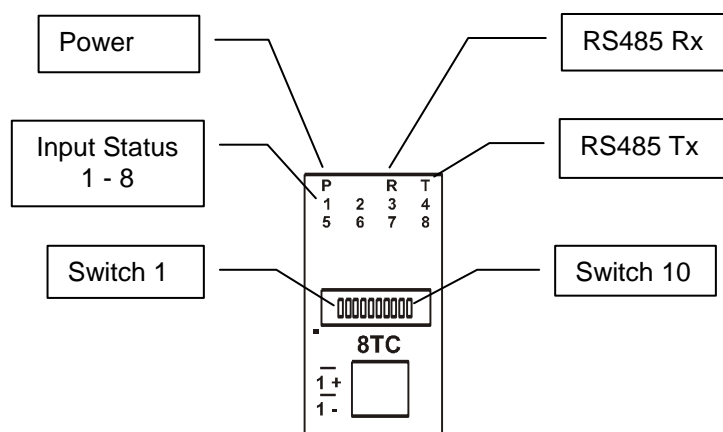 Power
RS485 Rx
Input Status
1 - 8
RS485 Tx
P R T
1 2 3 4
5 6 7 8
Switch 1
Switch 10
8TC
1 +
1 -